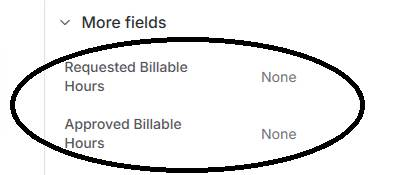 More fields
Requested Billable
Hours
None
Approved Billable
Hours
None